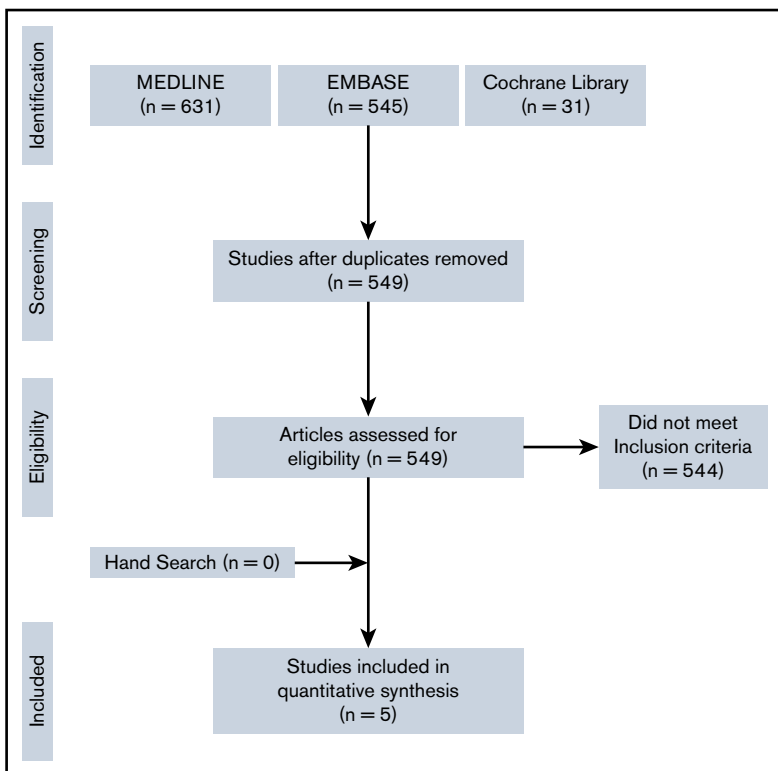 Identification
MEDLINE
(n = 631)
EMBASE
(n = 545)
Cochrane Library
(n = 31)
Screening
Studies after duplicates removed
(n = 549)
Eligibility
Articles assessed for
eligibility (n = 549)
Did not meet
Inclusion criteria
(n = 544)
Hand Search (n = 0)
Included
Studies included in
quantitative synthesis
(n = 5)